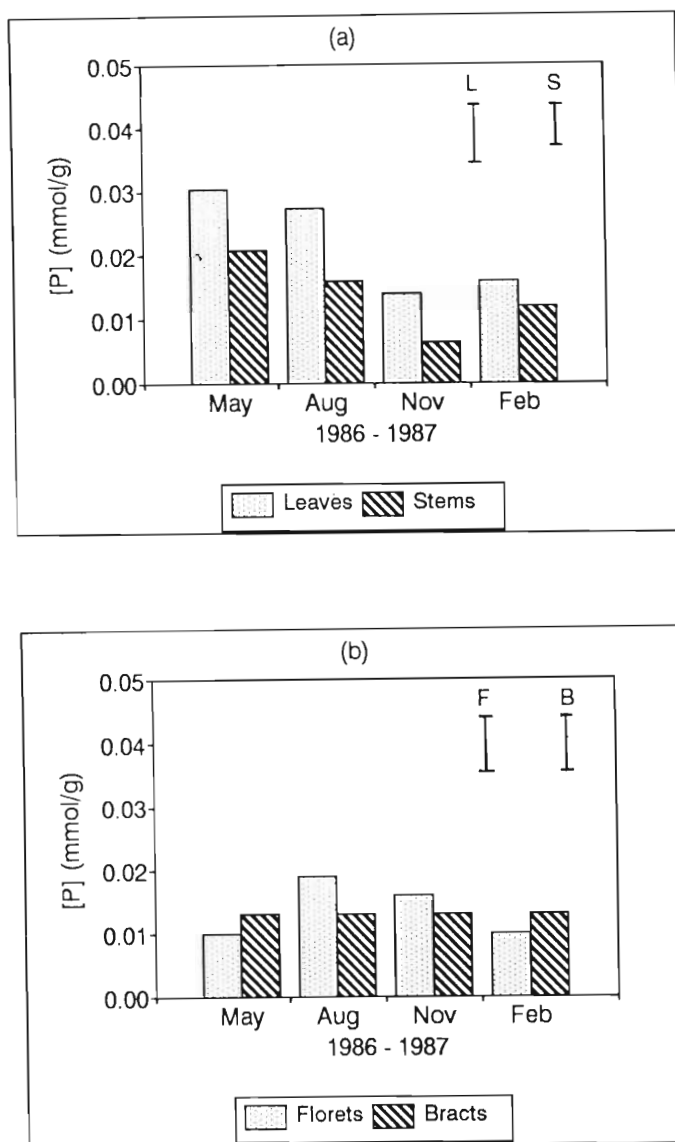 (a)
0.05
L S
0.04
0.03
0.02
0.01
0.00
[P] (mmol/g)
May Aug Nov Feb
1986 - 1987
Leaves Stems
(b)
0.05
F B
0.04
0.03
0.02
0.01
0.00
[P] (mmol/g)
May Aug Nov Feb
1986 - 1987
Florets Bracts